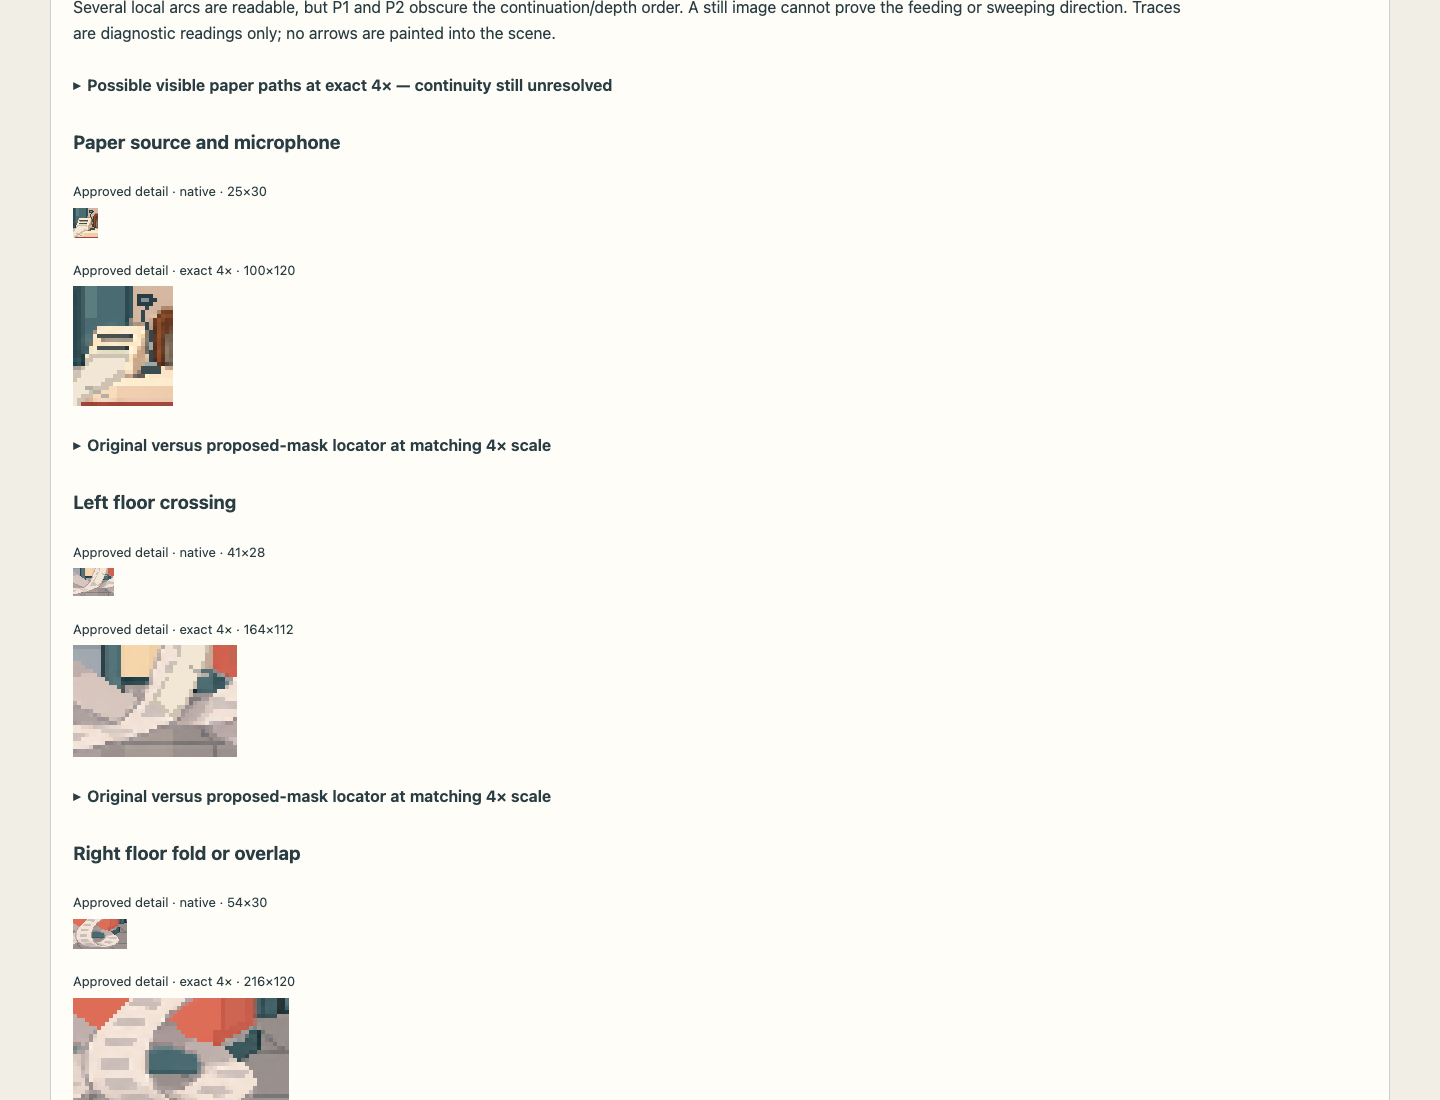 Several local arcs are readable, but P1 and P2 obscure the continuation/depth order. A still image cannot prove the feeding or sweeping direction. Traces
are diagnostic readings only; no arrows are painted into the scene.
▸ Possible visible paper paths at exact 4× — continuity still unresolved
Paper source and microphone
Approved detail · native · 25×30
Approved detail · exact 4× · 100×120
▸ Original versus proposed-mask locator at matching 4× scale
Left floor crossing
Approved detail · native · 41×28
Approved detail · exact 4× · 164×112
▸ Original versus proposed-mask locator at matching 4× scale
Right floor fold or overlap
Approved detail · native · 54×30
Approved detail · exact 4× · 216×120